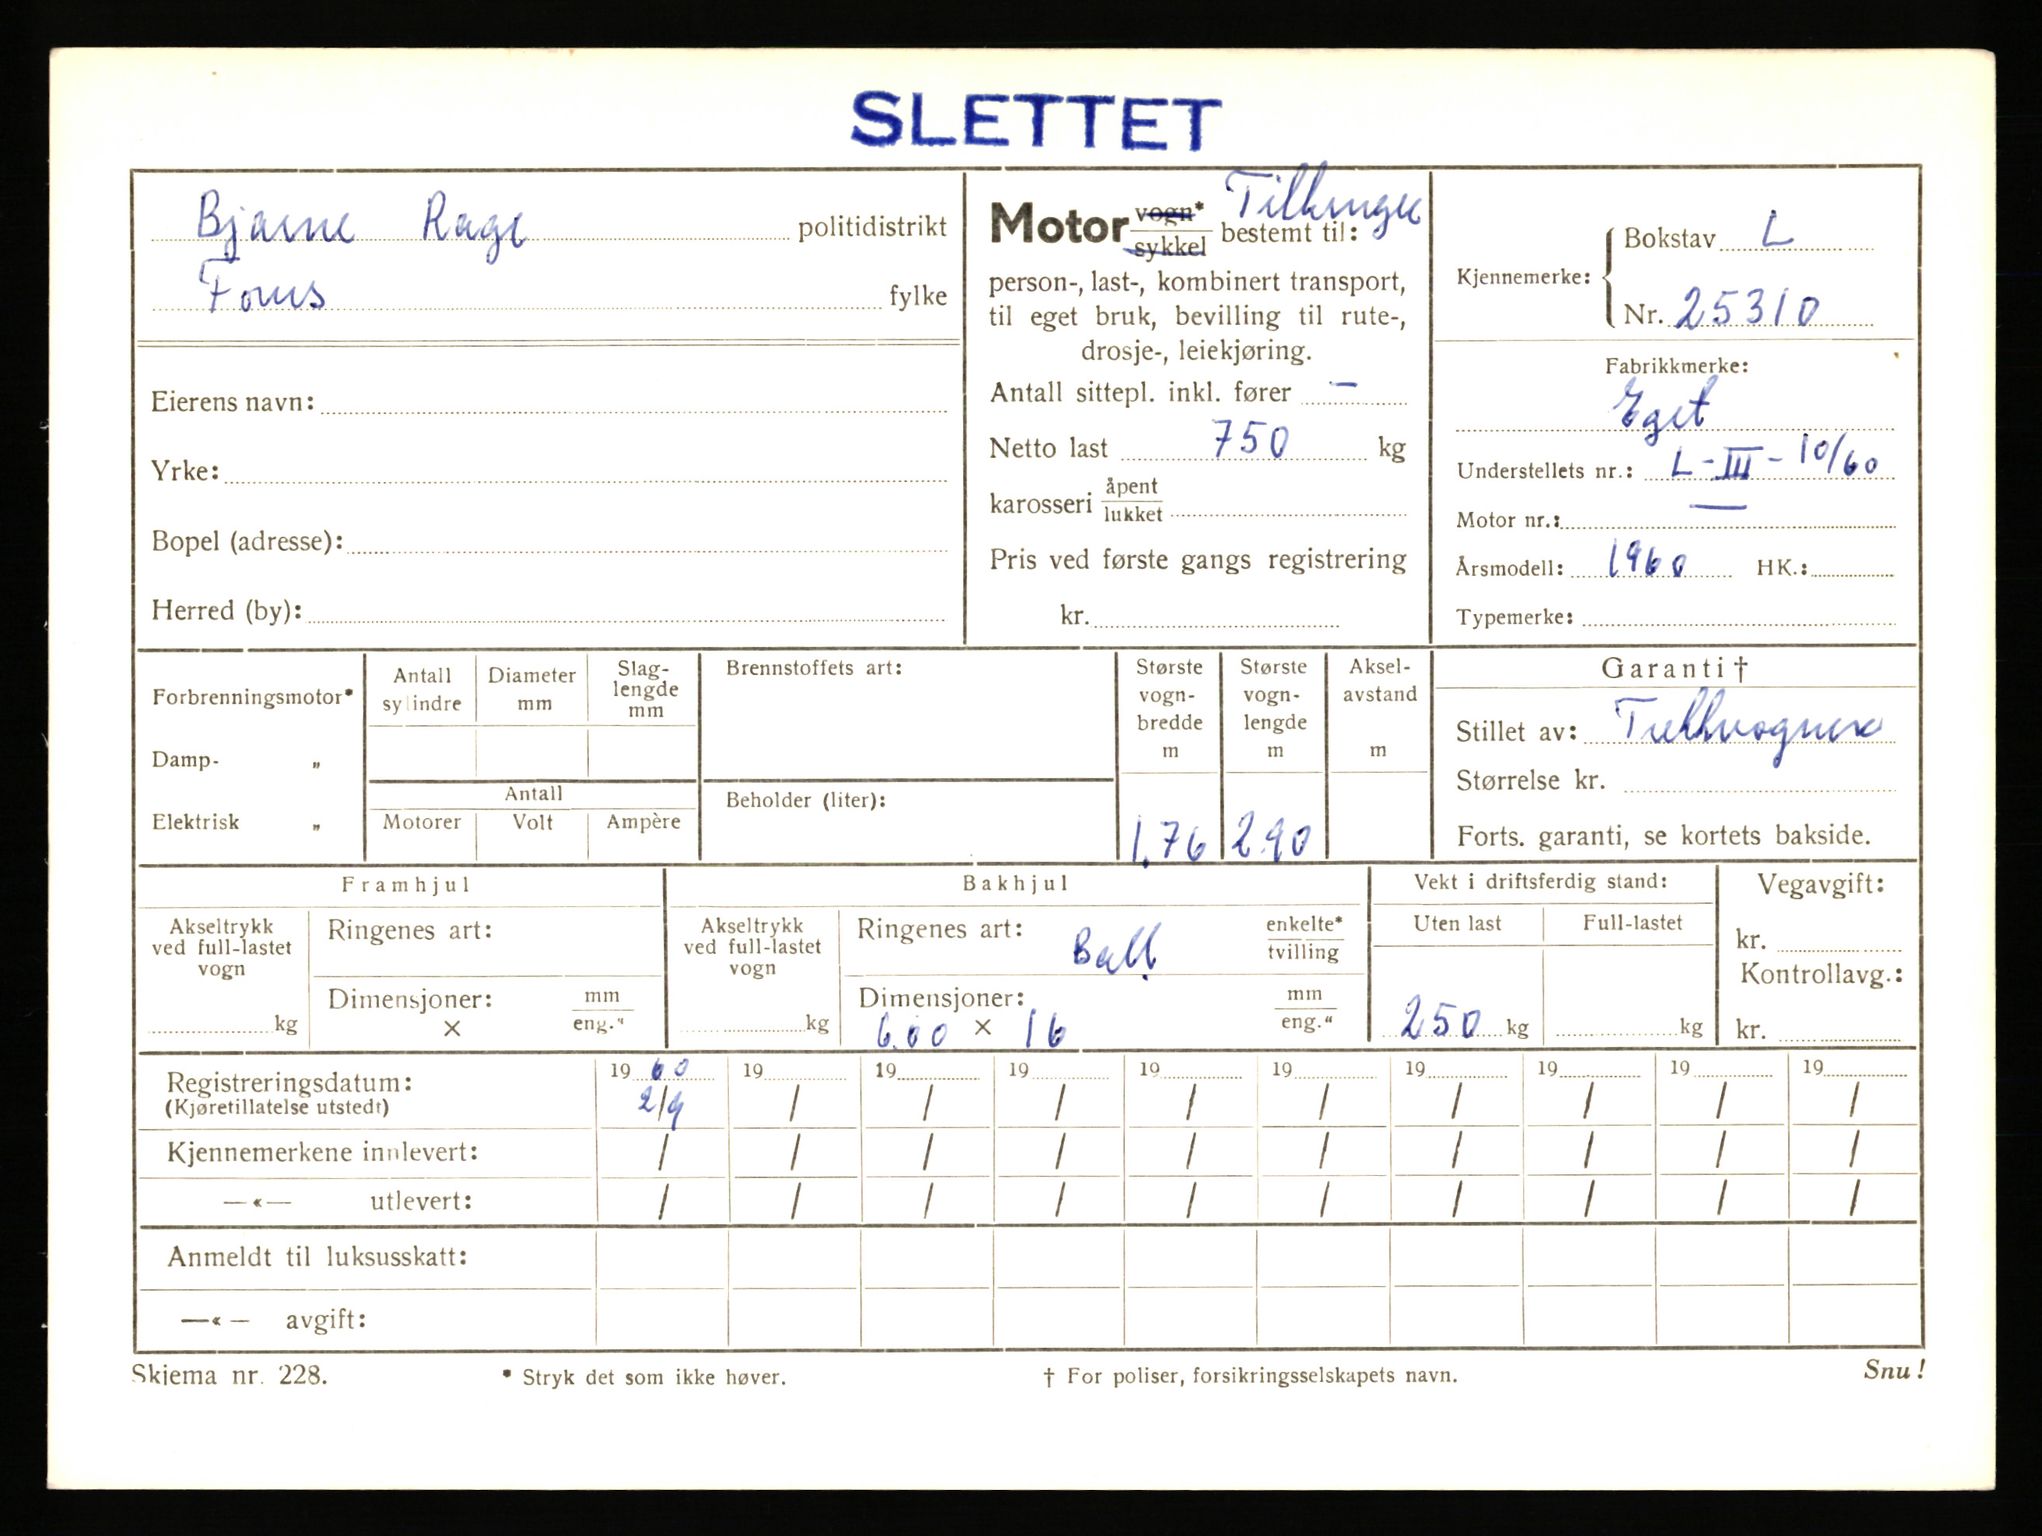 SLETTET
Bjarne Rage politidistrikt
Forus fylke
Eierens navn:
Yrke:
Bopel (adresse):
Herred (by):
Motor vogn* sykkel bestemt til: Tilhenger
person-, last-, kombinert transport,
til eget bruk, bevilling til rute-,
drosje-, leiekjøring.
Antall sittepl. inkl. fører —
Netto last 750 kg
karosseri åpent lukket
Pris ved første gangs registrering
kr.
Kjennemerke: Bokstav L
Nr. 25310
Fabrikkmerke:
Eget
Understellets nr.: L-III-10/60
Motor nr.: —
Årsmodell: 1960 HK.:
Typemerke:
Forbrenningsmotor*
Damp- „
Elektrisk „
Antall sylindre
Diameter mm
Slag-lengde mm
Antall
Motorer Volt Ampère
Brennstoffets art:
Beholder (liter):
Største vogn-bredde m
1.76
Største vogn-lengde m
2.90
Aksel-avstand m
Garanti †
Stillet av: Trekkvognen
Størrelse kr.
Forts. garanti, se kortets bakside.
Framhjul
Akseltrykk ved full-lastet vogn
kg
Ringenes art:
Dimensjoner: mm
× eng."
Bakhjul
Akseltrykk ved full-lastet vogn
kg
Ringenes art: Ball. enkelte* tvilling
Dimensjoner: mm
6.00 × 16 eng."
Vekt i driftsferdig stand:
Uten last Full-lastet
250 kg kg
Vegavgift:
kr.
Kontrollavg.:
kr.
Registreringsdatum: 19 60 19 19 19 19 19 19 19 19 19
(Kjøretillatelse utstedt) 2/9 / / / / / / / / /
Kjennemerkene innlevert: / / / / / / / / / /
—«— utlevert: / / / / / / / / / /
Anmeldt til luksusskatt:
—«— avgift:
Skjema nr. 228. * Stryk det som ikke høver. † For poliser, forsikringsselskapets navn. Snu!